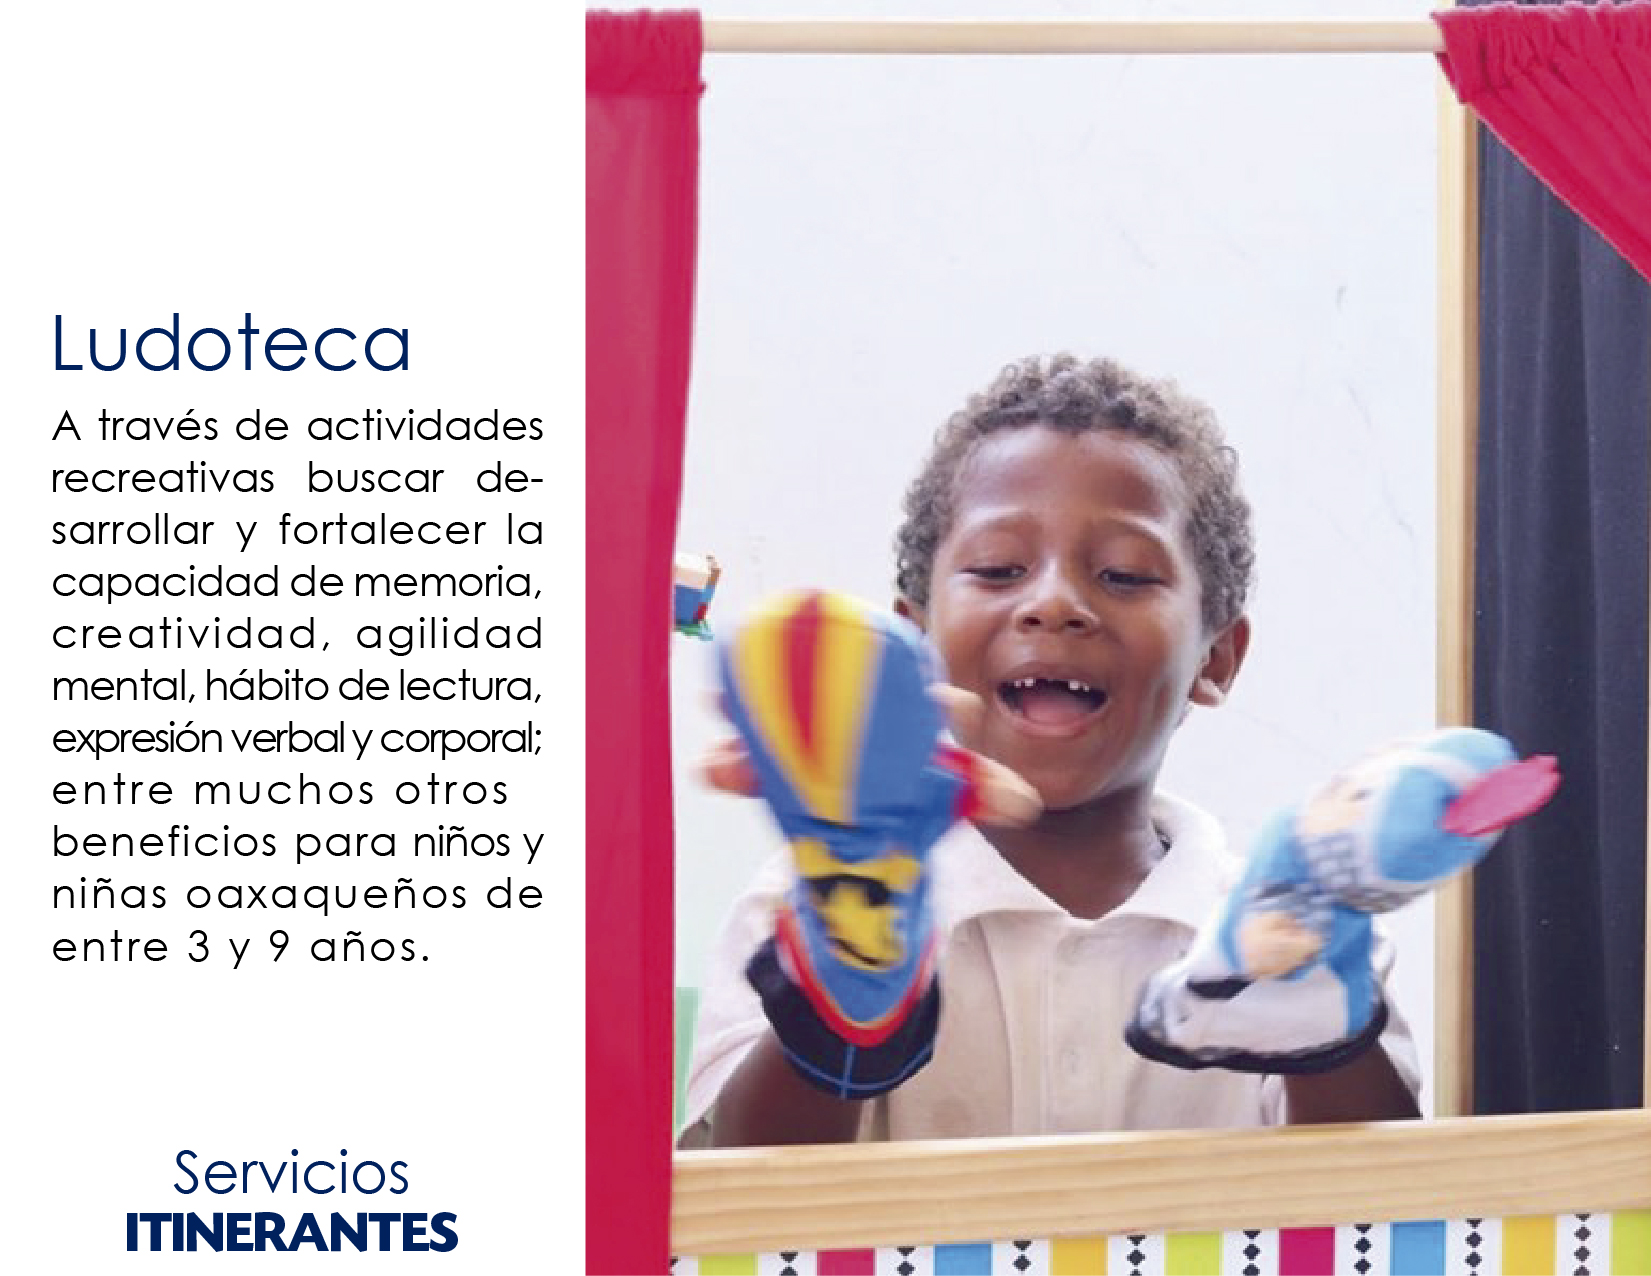 Ludoteca
A través de actividades
recreativas buscar de-
sarrollar y fortalecer la
capacidad de memoria,
creatividad, agilidad
mental, hábito de lectura,
expresión verbal y corporal;
entre muchos otros
beneficios para niños y
niñas oaxaqueños de
entre 3 y 9 años.
Servicios
ITINERANTES